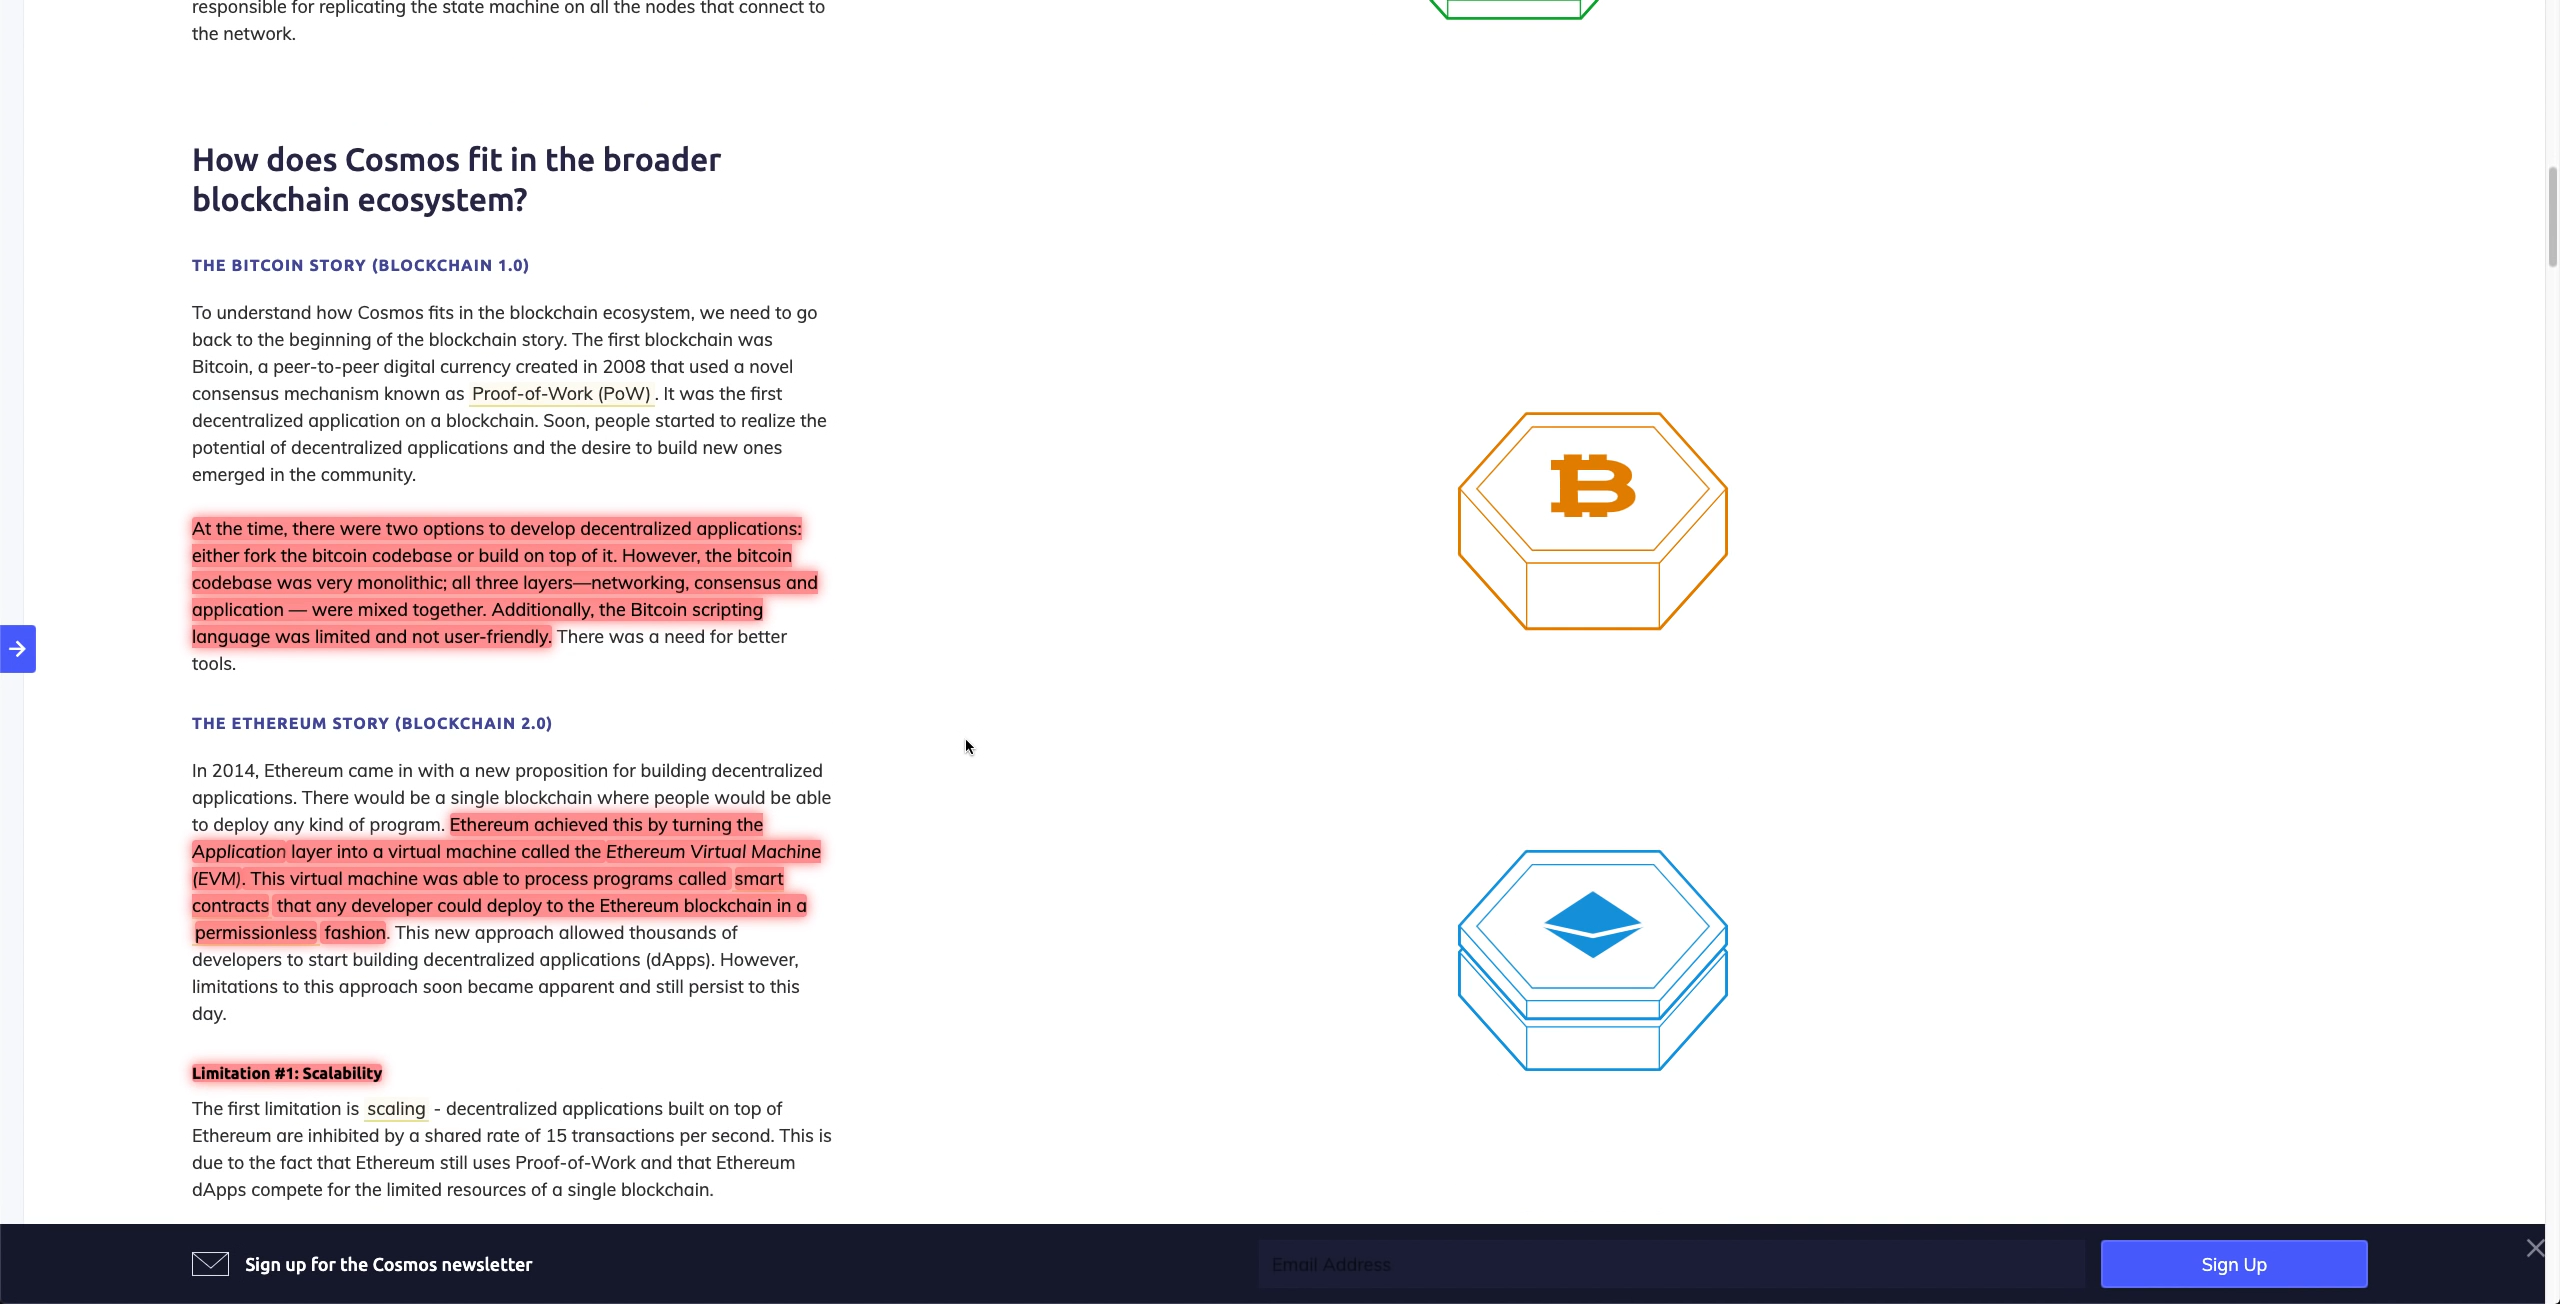 responsible for replicating the state machine on all the nodes that connect to
the network.
How does Cosmos fit in the broader
blockchain ecosystem?
THE BITCOIN STORY (BLOCKCHAIN 1.0)
To understand how Cosmos fits in the blockchain ecosystem, we need to go
back to the beginning of the blockchain story. The first blockchain was
Bitcoin, a peer-to-peer digital currency created in 2008 that used a novel
consensus mechanism known as Proof-of-Work (PoW). It was the first
decentralized application on a blockchain. Soon, people started to realize the
potential of decentralized applications and the desire to build new ones
emerged in the community.
At the time, there were two options to develop decentralized applications:
either fork the bitcoin codebase or build on top of it. However, the bitcoin
codebase was very monolithic; all three layers—networking, consensus and
application — were mixed together. Additionally, the Bitcoin scripting
language was limited and not user-friendly. There was a need for better
tools.
THE ETHEREUM STORY (BLOCKCHAIN 2.0)
In 2014, Ethereum came in with a new proposition for building decentralized
applications. There would be a single blockchain where people would be able
to deploy any kind of program. Ethereum achieved this by turning the
Application layer into a virtual machine called the Ethereum Virtual Machine
(EVM). This virtual machine was able to process programs called smart
contracts that any developer could deploy to the Ethereum blockchain in a
permissionless fashion. This new approach allowed thousands of
developers to start building decentralized applications (dApps). However,
limitations to this approach soon became apparent and still persist to this
day.
Limitation #1: Scalability
The first limitation is scaling - decentralized applications built on top of
Ethereum are inhibited by a shared rate of 15 transactions per second. This is
due to the fact that Ethereum still uses Proof-of-Work and that Ethereum
dApps compete for the limited resources of a single blockchain.
Sign up for the Cosmos newsletter
Email Address
Sign Up